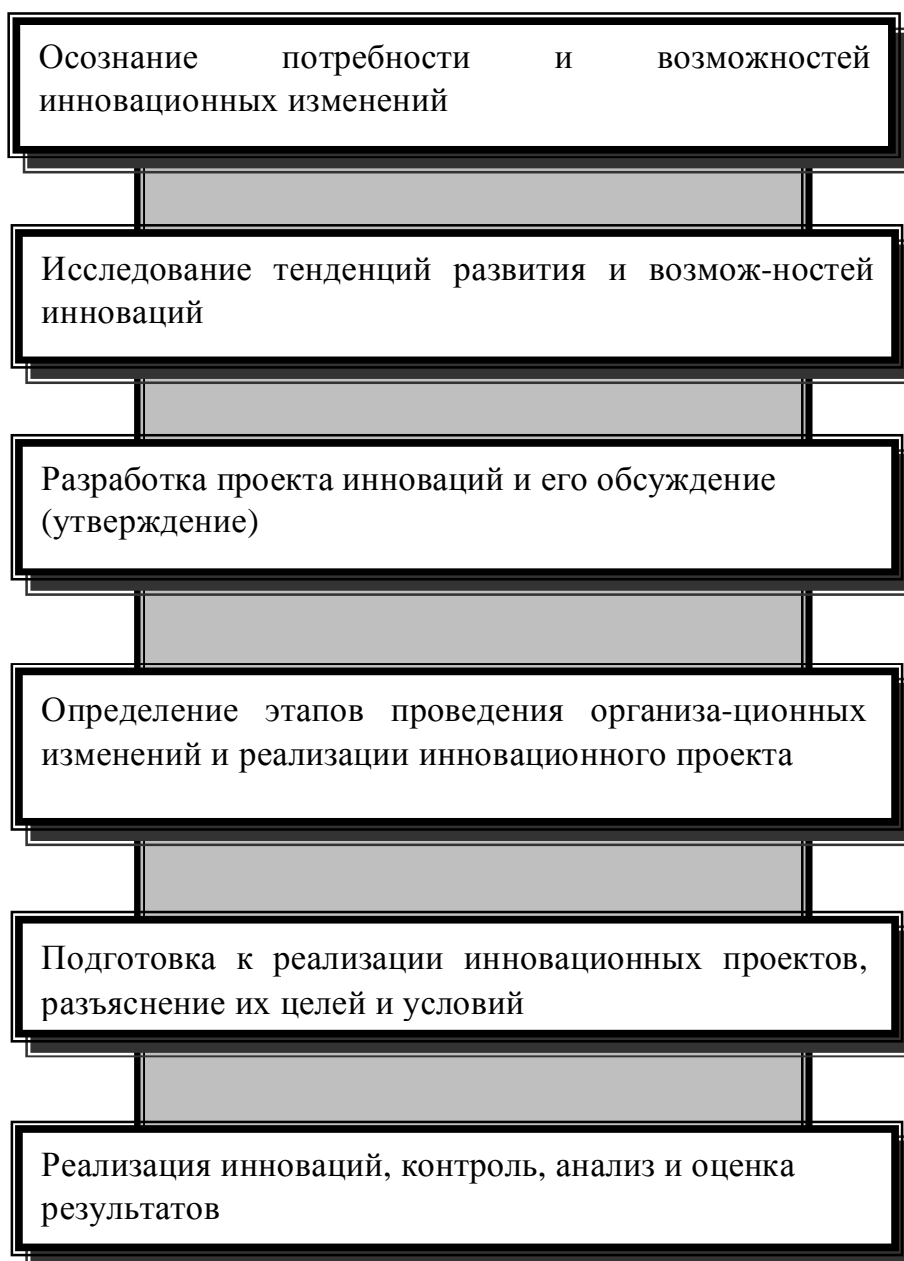 Осознание потребности и возможностей
инновационных изменений
Исследование тенденций развития и возмож-ностей
инноваций
Разработка проекта инноваций и его обсуждение
(утверждение)
Определение этапов проведения организа-ционных
изменений и реализации инновационного проекта
Подготовка к реализации инновационных проектов,
разъяснение их целей и условий
Реализация инноваций, контроль, анализ и оценка
результатов